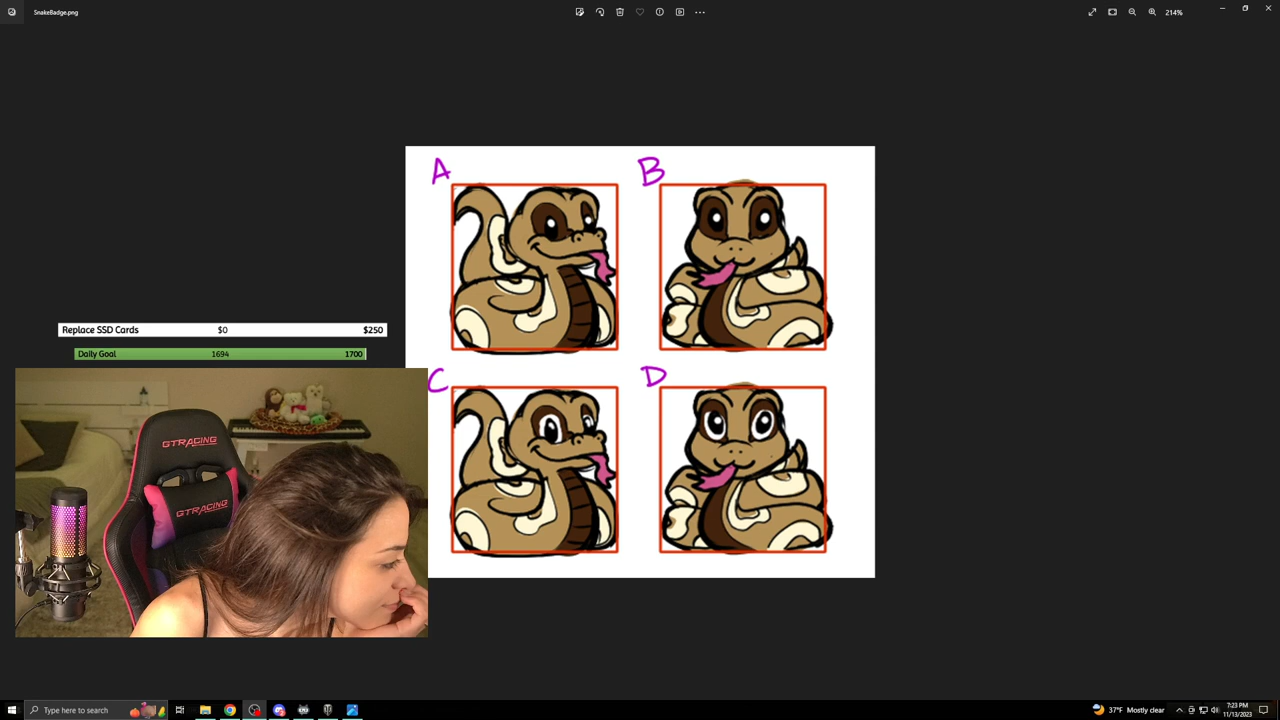 SnakeBadge.png
214%
A
B
Replace SSD Cards $0 $250
Daily Goal 1694 1700
C
D
GTRACING
GTRACING
Type here to search
37°F Mostly clear
7:23 PM
11/13/2023